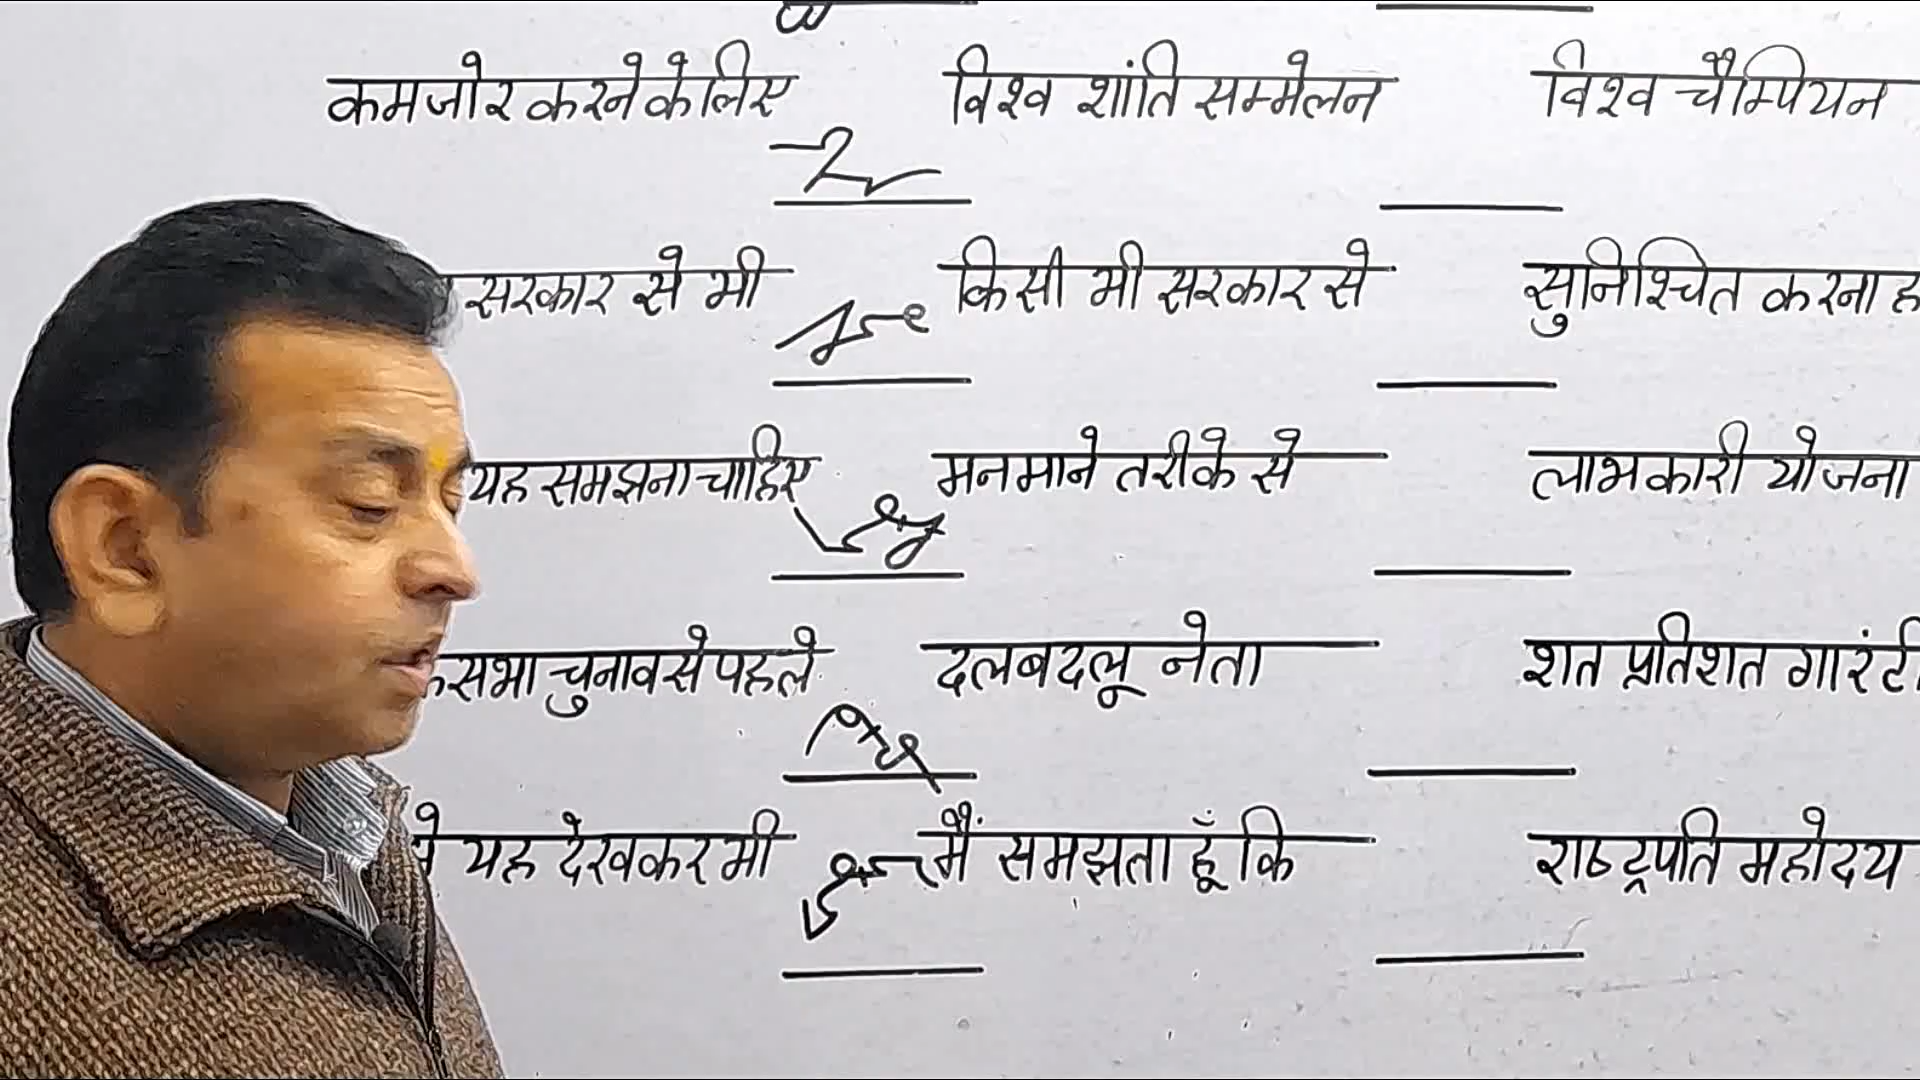 कमजोर करने के लिए विश्व शांति सम्मेलन विश्व चैम्पियन
सरकार से भी किसी भी सरकार से सुनिश्चित करना
यह समझना चाहिए मनमाने तरीके से लाभकारी योजना
सभा चुनाव से पहले दलबदलू नेता शत प्रतिशत गारंटी
यह देखकर भी मैं समझता हूँ कि राष्ट्रपति महोदय